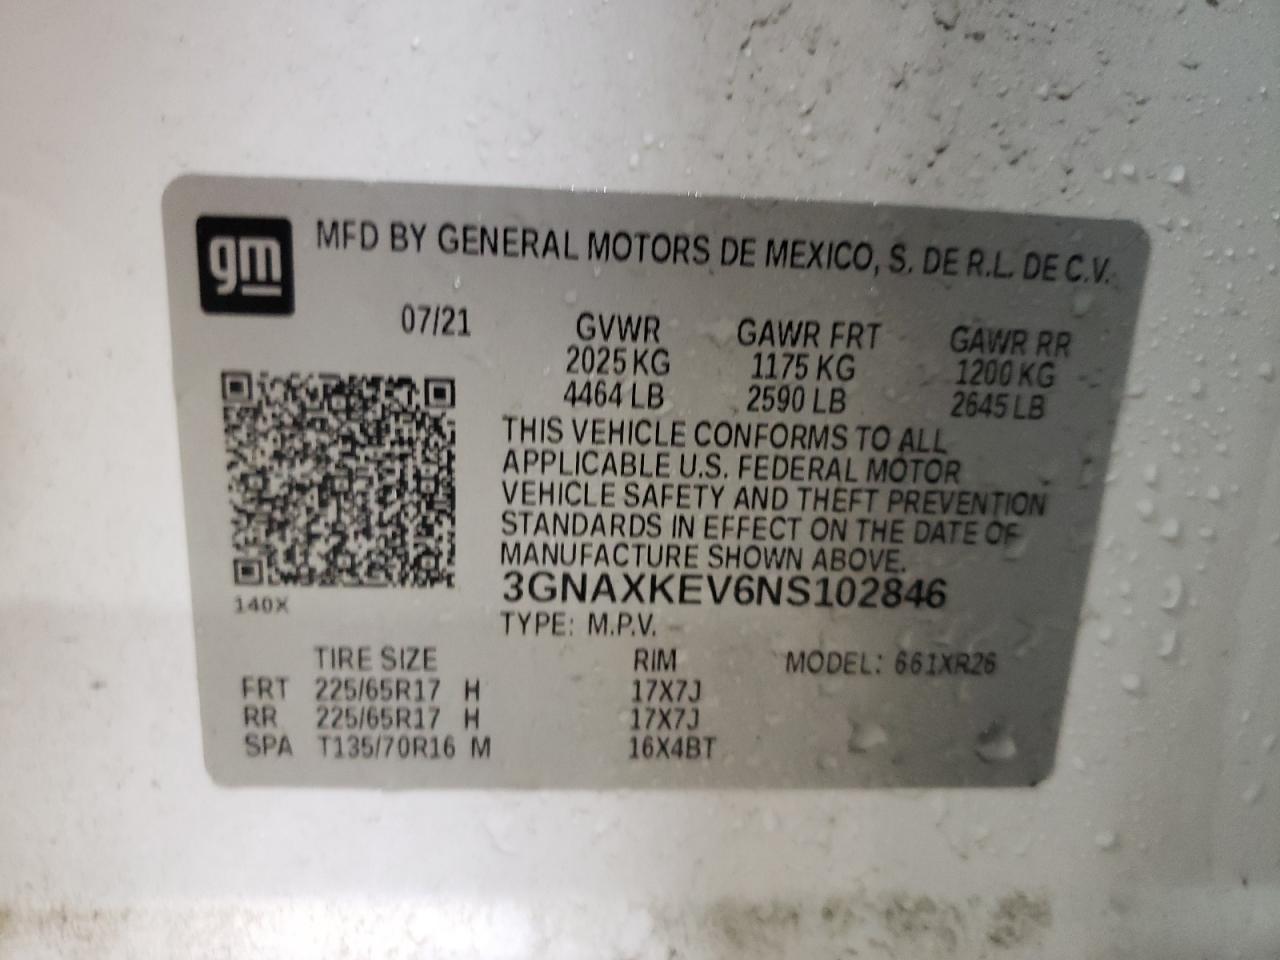 gm
MFD BY GENERAL MOTORS DE MEXICO, S. DE R.L. DE C.V.
07/21 GVWR GAWR FRT GAWR RR
2025 KG 1175 KG 1200 KG
4464 LB 2590 LB 2645 LB
THIS VEHICLE CONFORMS TO ALL
APPLICABLE U.S. FEDERAL MOTOR
VEHICLE SAFETY AND THEFT PREVENTION
STANDARDS IN EFFECT ON THE DATE OF
MANUFACTURE SHOWN ABOVE.
3GNAXKEV6NS102846
140X
TYPE: M.P.V.
TIRE SIZE RIM MODEL: 661XR26
FRT 225/65R17 H 17X7J
RR 225/65R17 H 17X7J
SPA T135/70R16 M 16X4BT